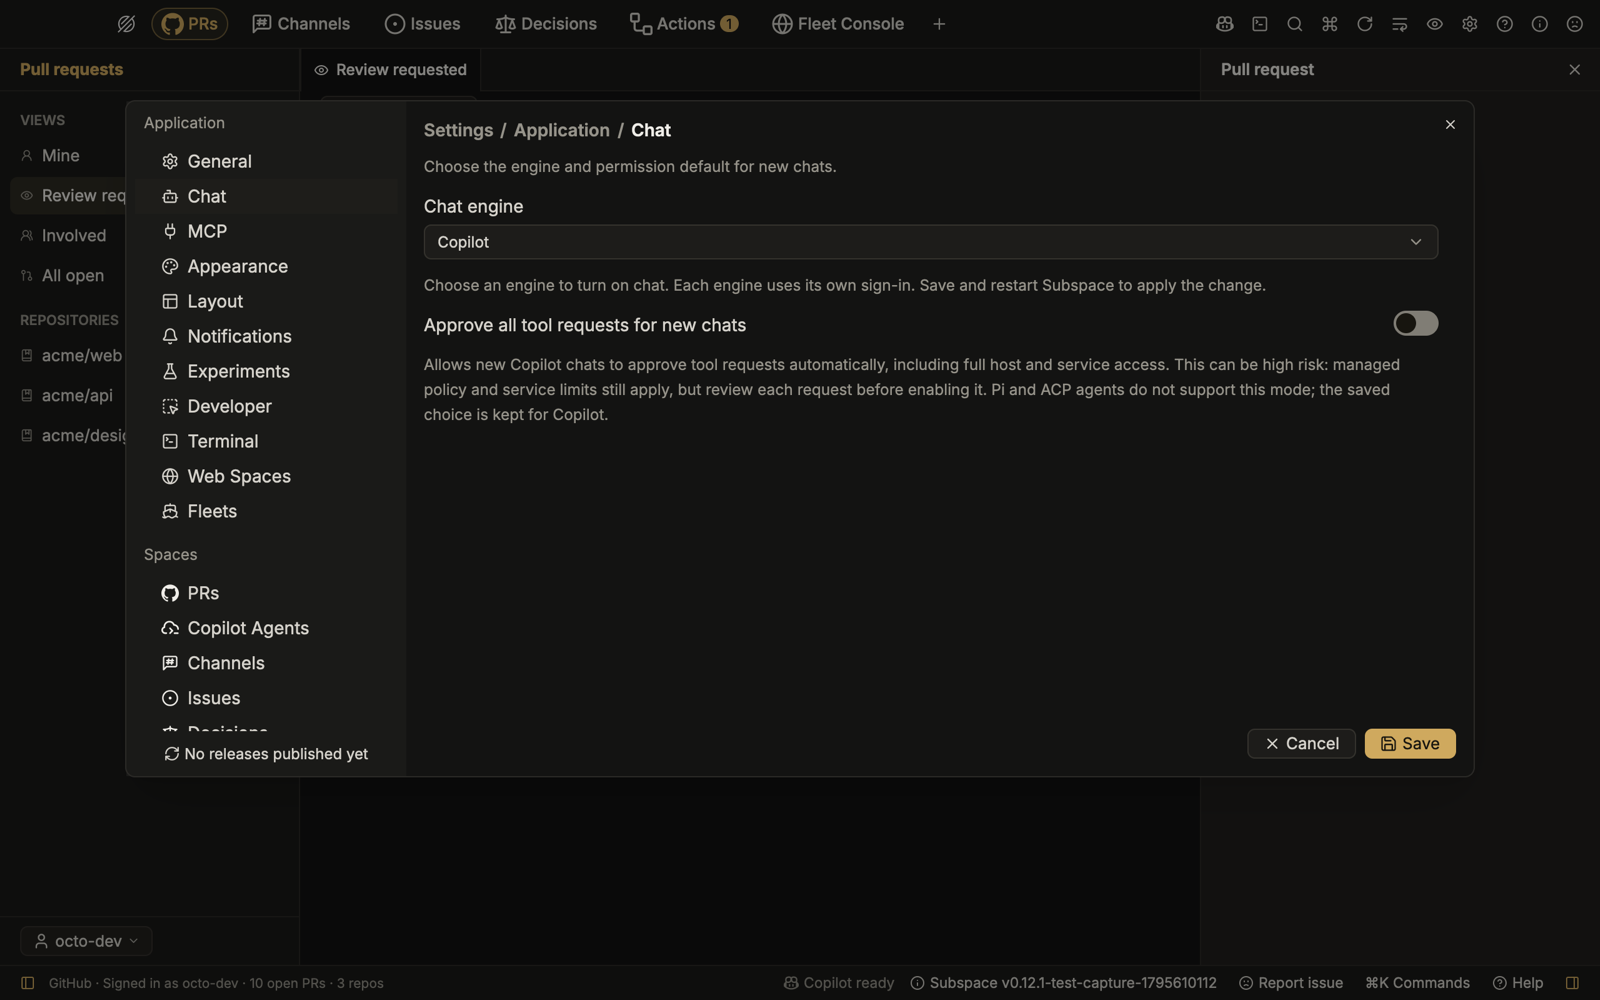 PRs
Channels
Issues
Decisions
Actions 1
Fleet Console
Pull requests
Review requested
Pull request
VIEWS
Mine
Review req
Involved
All open
REPOSITORIES
acme/web
acme/api
acme/desig
Application
General
Chat
MCP
Appearance
Layout
Notifications
Experiments
Developer
Terminal
Web Spaces
Fleets
Spaces
PRs
Copilot Agents
Channels
Issues
Decisions
No releases published yet
Settings / Application / Chat
Choose the engine and permission default for new chats.
Chat engine
Copilot
Choose an engine to turn on chat. Each engine uses its own sign-in. Save and restart Subspace to apply the change.
Approve all tool requests for new chats
Allows new Copilot chats to approve tool requests automatically, including full host and service access. This can be high risk: managed
policy and service limits still apply, but review each request before enabling it. Pi and ACP agents do not support this mode; the saved
choice is kept for Copilot.
Cancel
Save
octo-dev
GitHub · Signed in as octo-dev · 10 open PRs · 3 repos
Copilot ready
Subspace v0.12.1-test-capture-1795610112
Report issue
⌘K Commands
Help